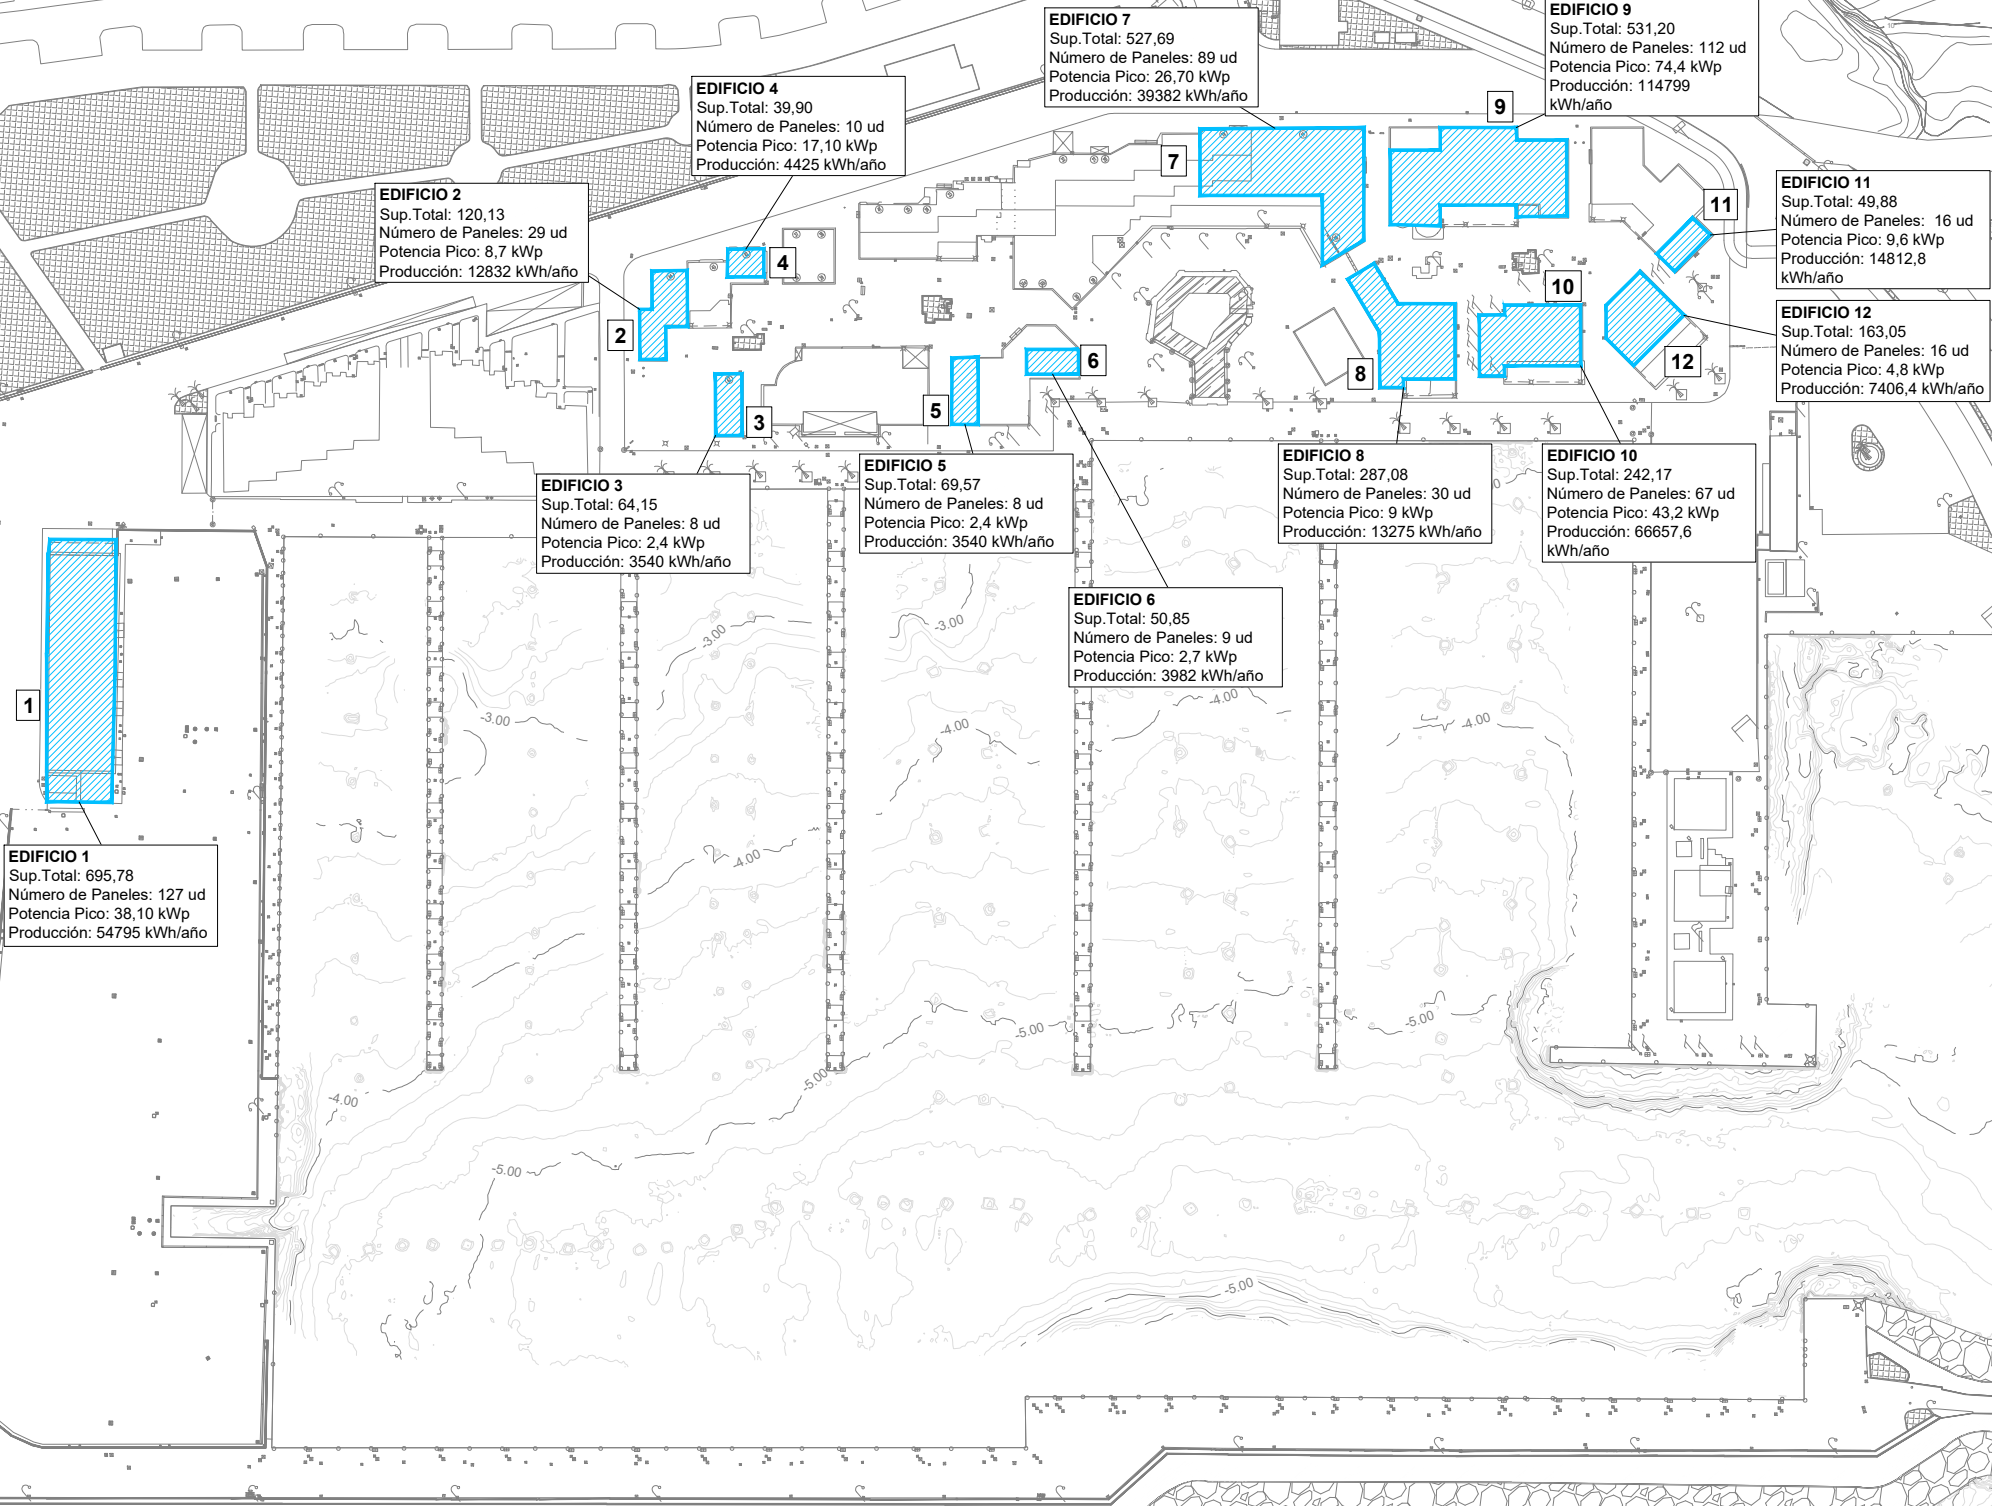 EDIFICIO 9
Sup.Total: 531,20
Número de Paneles: 112 ud
Potencia Pico: 74,4 kWp
Producción: 114799
kWh/año
EDIFICIO 7
Sup.Total: 527,69
Número de Paneles: 89 ud
Potencia Pico: 26,70 kWp
Producción: 39382 kWh/año
EDIFICIO 4
Sup.Total: 39,90
Número de Paneles: 10 ud
Potencia Pico: 17,10 kWp
Producción: 4425 kWh/año
EDIFICIO 2
Sup.Total: 120,13
Número de Paneles: 29 ud
Potencia Pico: 8,7 kWp
Producción: 12832 kWh/año
EDIFICIO 11
Sup.Total: 49,88
Número de Paneles: 16 ud
Potencia Pico: 9,6 kWp
Producción: 14812,8
kWh/año
EDIFICIO 12
Sup.Total: 163,05
Número de Paneles: 16 ud
Potencia Pico: 4,8 kWp
Producción: 7406,4 kWh/año
9
7
11
4
10
2
6
8
12
5
3
EDIFICIO 3
Sup.Total: 64,15
Número de Paneles: 8 ud
Potencia Pico: 2,4 kWp
Producción: 3540 kWh/año
EDIFICIO 5
Sup.Total: 69,57
Número de Paneles: 8 ud
Potencia Pico: 2,4 kWp
Producción: 3540 kWh/año
EDIFICIO 8
Sup.Total: 287,08
Número de Paneles: 30 ud
Potencia Pico: 9 kWp
Producción: 13275 kWh/año
EDIFICIO 10
Sup.Total: 242,17
Número de Paneles: 67 ud
Potencia Pico: 43,2 kWp
Producción: 66657,6
kWh/año
EDIFICIO 6
Sup.Total: 50,85
Número de Paneles: 9 ud
Potencia Pico: 2,7 kWp
Producción: 3982 kWh/año
-3.00
-3.00
1
-3.00
-4.00
-4.00
-4.00
EDIFICIO 1
Sup.Total: 695,78
Número de Paneles: 127 ud
Potencia Pico: 38,10 kWp
Producción: 54795 kWh/año
-4.00
-5.00
-5.00
-5.00
-4.00
-5.00
-5.00